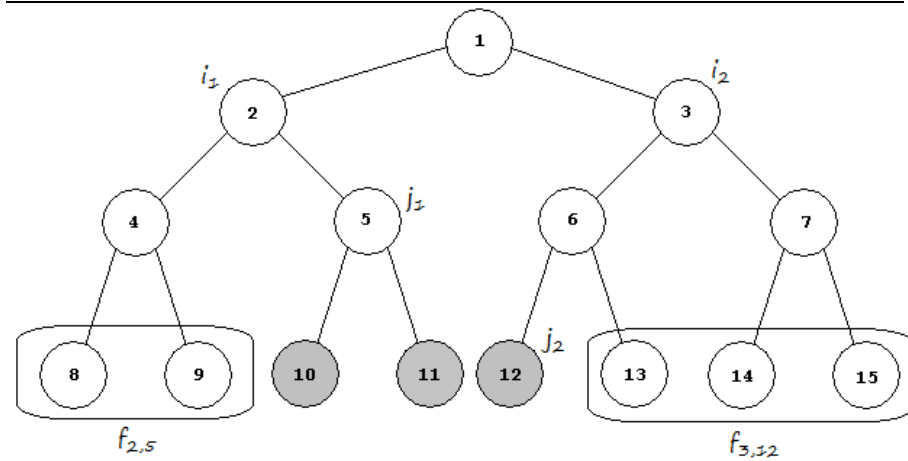 1
i₁ i₂
2 3
4 5 j₁ 6 7
8 9 10 11 12 j₂ 13 14 15
f₂,₅ f₃,₁₂